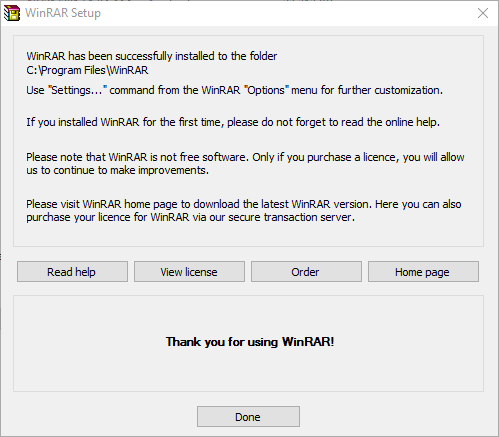 WinRAR Setup
WinRAR has been successfully installed to the folder
C:\Program Files\WinRAR
Use "Settings..." command from the WinRAR "Options" menu for further customization.
If you installed WinRAR for the first time, please do not forget to read the online help.
Please note that WinRAR is not free software. Only if you purchase a licence, you will allow
us to continue to make improvements.
Please visit WinRAR home page to download the latest WinRAR version. Here you can also
purchase your licence for WinRAR via our secure transaction server.
Read help
View license
Order
Home page
Thank you for using WinRAR!
Done